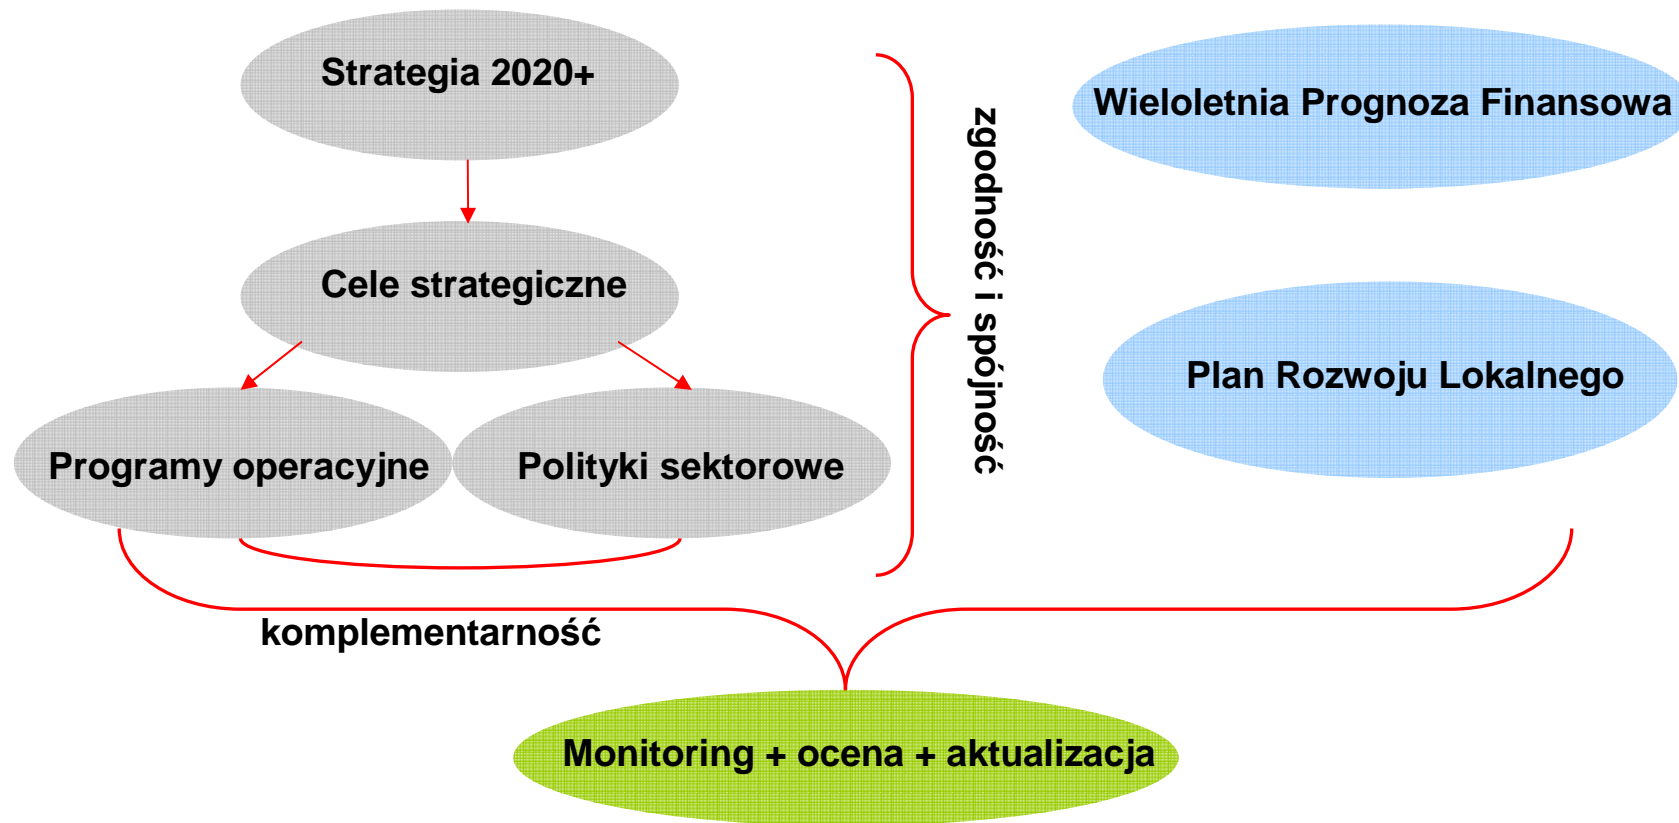 Strategia 2020+
Cele strategiczne
Programy operacyjne
Polityki sektorowe
komplementarność
zgodność i spójność
Wieloletnia Prognoza Finansowa
Plan Rozwoju Lokalnego
Monitoring + ocena + aktualizacja